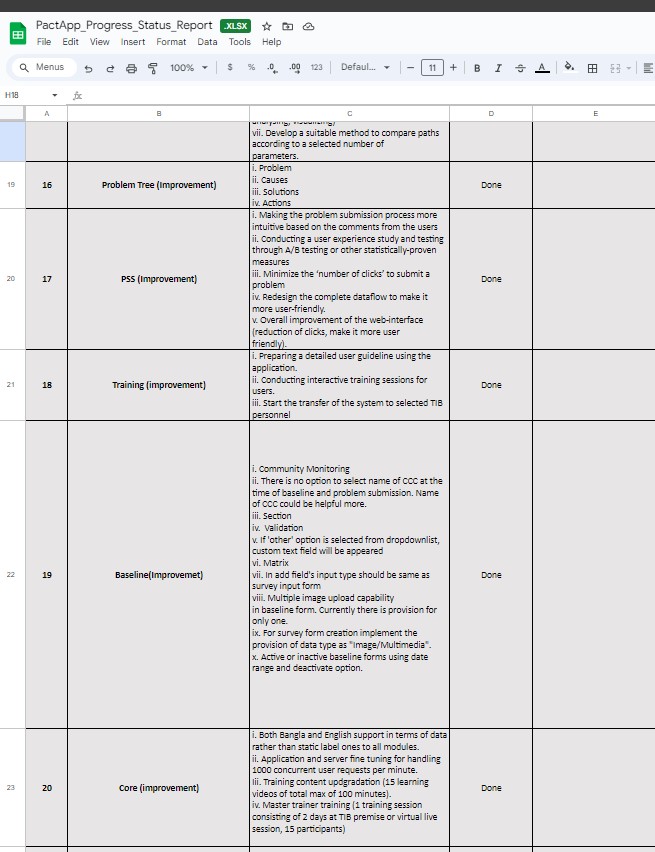 PactApp_Progress_Status_Report .XLSX
File Edit View Insert Format Data Tools Help
Menus 100% $ % .0 .00 123 Defaul... 11 B I S A
H18 fx
A B C D E
analysing, visualizing)
vii. Develop a suitable method to compare paths
according to a selected number of
parameters.
19 16 Problem Tree (Improvement) Done
i. Problem
ii. Causes
iii. Solutions
iv. Actions
20 17 PSS (Improvement) Done
i. Making the problem submission process more
intuitive based on the comments from the users
ii. Conducting a user experience study and testing
through A/B testing or other statistically-proven
measures
iii. Minimize the 'number of clicks' to submit a
problem
iv. Redesign the complete dataflow to make it
more user-friendly.
v. Overall improvement of the web-interface
(reduction of clicks, make it more user
friendly).
21 18 Training (improvement) Done
i. Preparing a detailed user guideline using the
application.
ii. Conducting interactive training sessions for
users.
iii. Start the transfer of the system to selected TIB
personnel
22 19 Baseline(Improvemet) Done
i. Community Monitoring
ii. There is no option to select name of CCC at the
time of baseline and problem submission. Name
of CCC could be helpful more.
iii. Section
iv. Validation
v. If 'other' option is selected from dropdownlist,
custom text field will be appeared
vi. Matrix
vii. In add field's input type should be same as
survey input form
viii. Multiple image upload capability
in baseline form. Currently there is provision for
only one.
ix. For survey form creation implement the
provision of data type as "Image/Multimedia".
x. Active or inactive baseline forms using date
range and deactivate option.
23 20 Core (improvement) Done
i. Both Bangla and English support in terms of data
rather than static label ones to all modules.
ii. Application and server fine tuning for handling
1000 concurrent user requests per minute.
Iii. Training content updgradation (15 learning
videos of total max of 100 minutes).
iv. Master trainer training (1 training session
consisting of 2 days at TIB premise or virtual live
session, 15 participants)